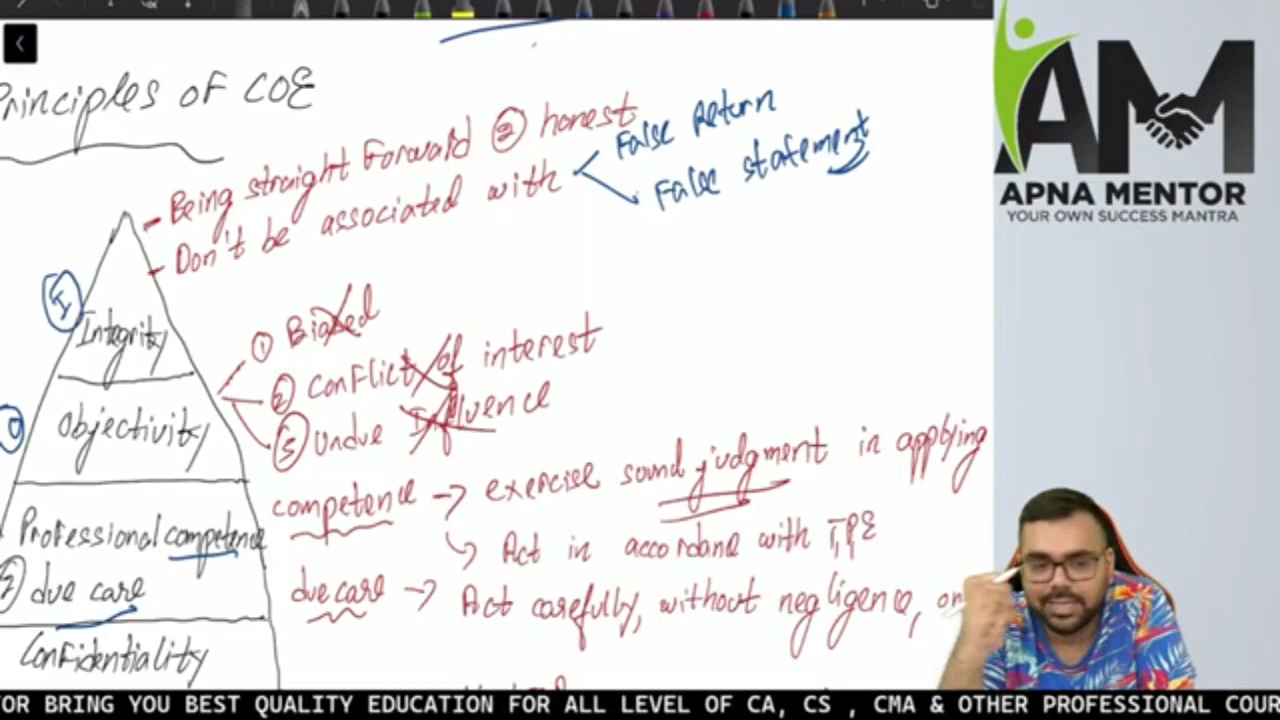 Principles of COE
- Being straight Forward ② honest
- Don't be associated with
False Return
False statement
I
Integrity
① Biased
② Conflict of interest
③ Undue Influence
O
Objectivity
competence → exercise sound judgment in applying
Act in accordance with T,P,E
Professional competence
due care
due care → Act carefully, without negligence, on
Confidentiality
AM
APNA MENTOR
YOUR OWN SUCCESS MANTRA
OR BRING YOU BEST QUALITY EDUCATION FOR ALL LEVEL OF CA, CS , CMA & OTHER PROFESSIONAL COUR